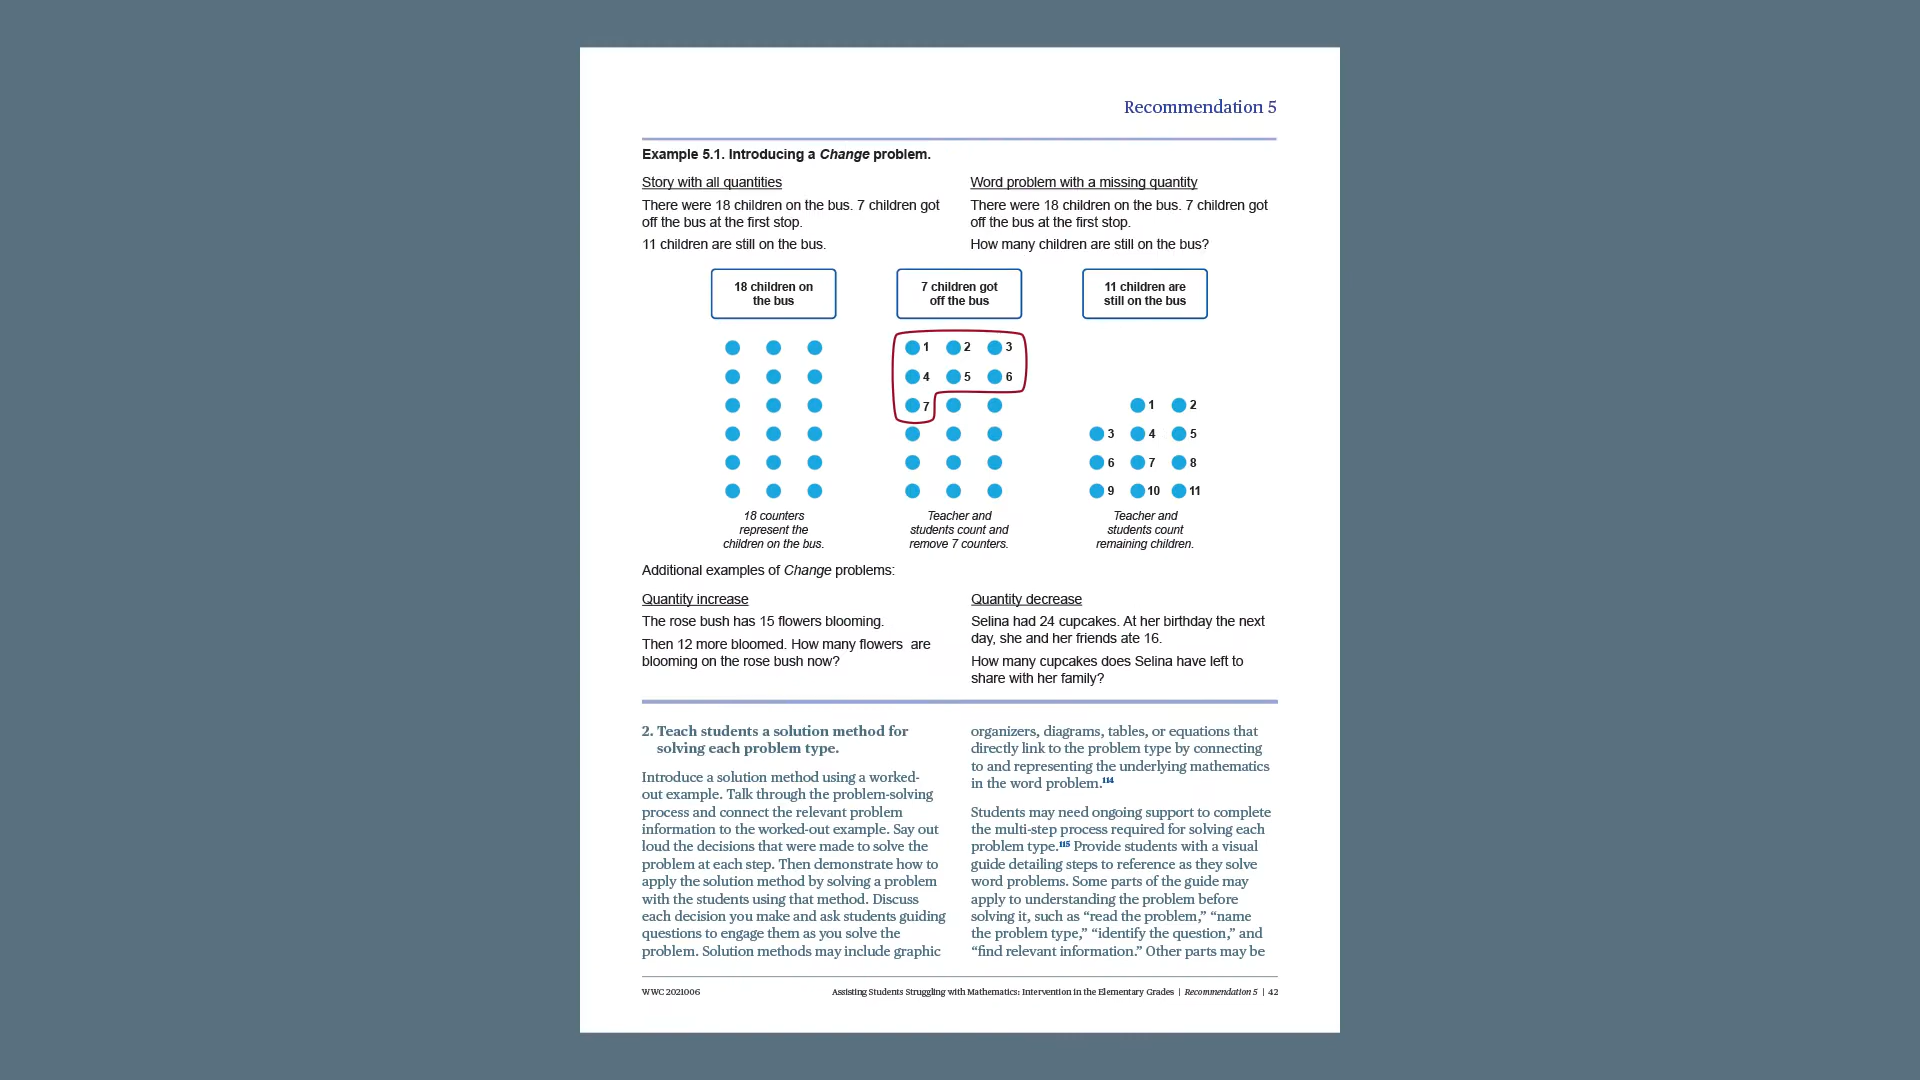 Recommendation 5
Example 5.1. Introducing a Change problem.
Story with all quantities
There were 18 children on the bus. 7 children got
off the bus at the first stop.
11 children are still on the bus.
Word problem with a missing quantity
There were 18 children on the bus. 7 children got
off the bus at the first stop.
How many children are still on the bus?
18 children on
the bus
7 children got
off the bus
11 children are
still on the bus
1 2 3
4 5 6
7
1 2
3 4 5
6 7 8
9 10 11
18 counters
represent the
children on the bus.
Teacher and
students count and
remove 7 counters.
Teacher and
students count
remaining children.
Additional examples of Change problems:
Quantity increase
The rose bush has 15 flowers blooming.
Then 12 more bloomed. How many flowers are
blooming on the rose bush now?
Quantity decrease
Selina had 24 cupcakes. At her birthday the next
day, she and her friends ate 16.
How many cupcakes does Selina have left to
share with her family?
2. Teach students a solution method for
solving each problem type.
Introduce a solution method using a worked-
out example. Talk through the problem-solving
process and connect the relevant problem
information to the worked-out example. Say out
loud the decisions that were made to solve the
problem at each step. Then demonstrate how to
apply the solution method by solving a problem
with the students using that method. Discuss
each decision you make and ask students guiding
questions to engage them as you solve the
problem. Solution methods may include graphic
organizers, diagrams, tables, or equations that
directly link to the problem type by connecting
to and representing the underlying mathematics
in the word problem.114
Students may need ongoing support to complete
the multi-step process required for solving each
problem type.115 Provide students with a visual
guide detailing steps to reference as they solve
word problems. Some parts of the guide may
apply to understanding the problem before
solving it, such as “read the problem,” “name
the problem type,” “identify the question,” and
“find relevant information.” Other parts may be
WWC 2021006
Assisting Students Struggling with Mathematics: Intervention in the Elementary Grades | Recommendation 5 | 42